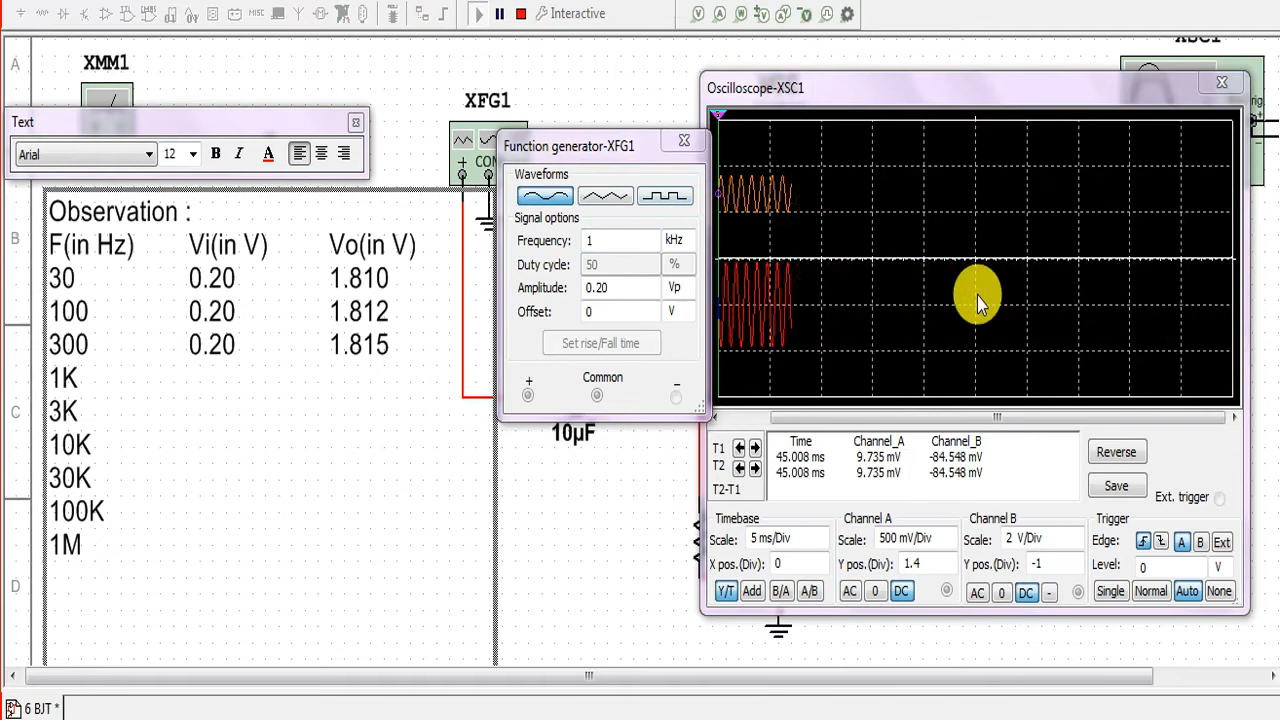 MISC
Interactive
V A W V A V
XSC1
A
XMM1
XFG1
Oscilloscope-XSC1
+ COM
Text
Function generator-XFG1
Arial 12 B I A
Waveforms
Signal options
B
Observation :
F(in Hz) Vi(in V) Vo(in V)
30 0.20 1.810
100 0.20 1.812
300 0.20 1.815
1K
3K
10K
30K
100K
1M
Frequency: 1 kHz
Duty cycle: 50 %
Amplitude: 0.20 Vp
Offset: 0 V
Set rise/Fall time
+ Common -
C
10µF
D
Time Channel_A Channel_B
T1 45.008 ms 9.735 mV -84.548 mV
T2 45.008 ms 9.735 mV -84.548 mV
T2-T1
Reverse
Save
Ext. trigger
Timebase Channel A Channel B Trigger
Scale: 5 ms/Div Scale: 500 mV/Div Scale: 2 V/Div Edge: A B Ext
X pos.(Div): 0 Y pos.(Div): 1.4 Y pos.(Div): -1 Level: 0 V
Y/T Add B/A A/B AC 0 DC AC 0 DC - Single Normal Auto None
6 BJT *